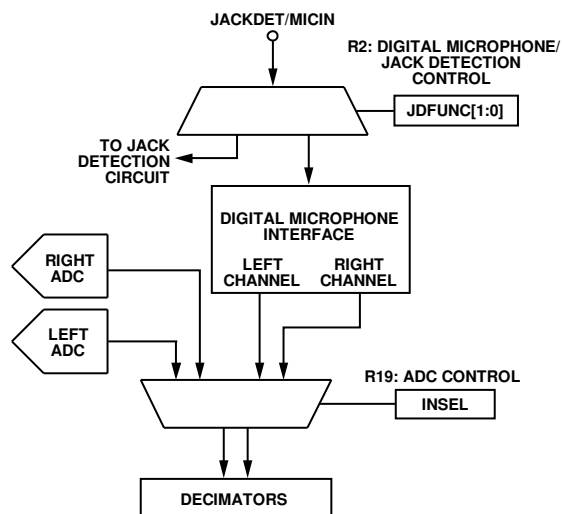 JACKDET/MICIN
R2: DIGITAL MICROPHONE/
JACK DETECTION
CONTROL
JDFUNC[1:0]
TO JACK
DETECTION
CIRCUIT
DIGITAL MICROPHONE
INTERFACE
LEFT
CHANNEL
RIGHT
CHANNEL
RIGHT
ADC
LEFT
ADC
R19: ADC CONTROL
INSEL
DECIMATORS